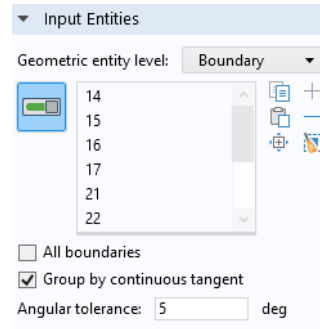 Input Entities
Geometric entity level: Boundary
14
15
16
17
21
22
All boundaries
Group by continuous tangent
Angular tolerance: 5 deg